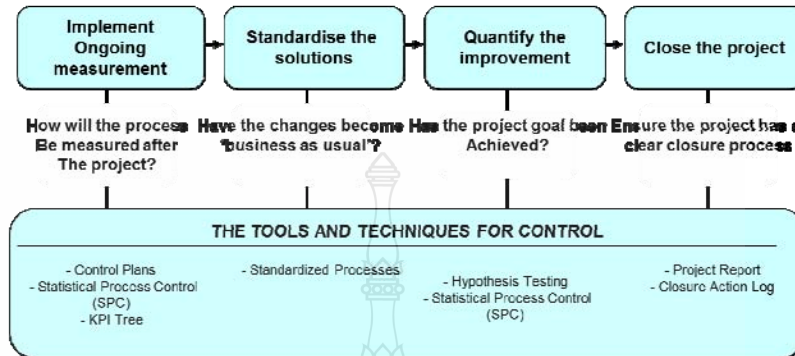 Implement
Ongoing
measurement
Standardise the
solutions
Quantify the
improvement
Close the project
How will the process
Be measured after
The project?
Have the changes become
"business as usual"?
Has the project goal been
Achieved?
Ensure the project has a
clear closure process
THE TOOLS AND TECHNIQUES FOR CONTROL
- Control Plans
- Statistical Process Control
(SPC)
- KPI Tree
- Standardized Processes
- Hypothesis Testing
- Statistical Process Control
(SPC)
- Project Report
- Closure Action Log